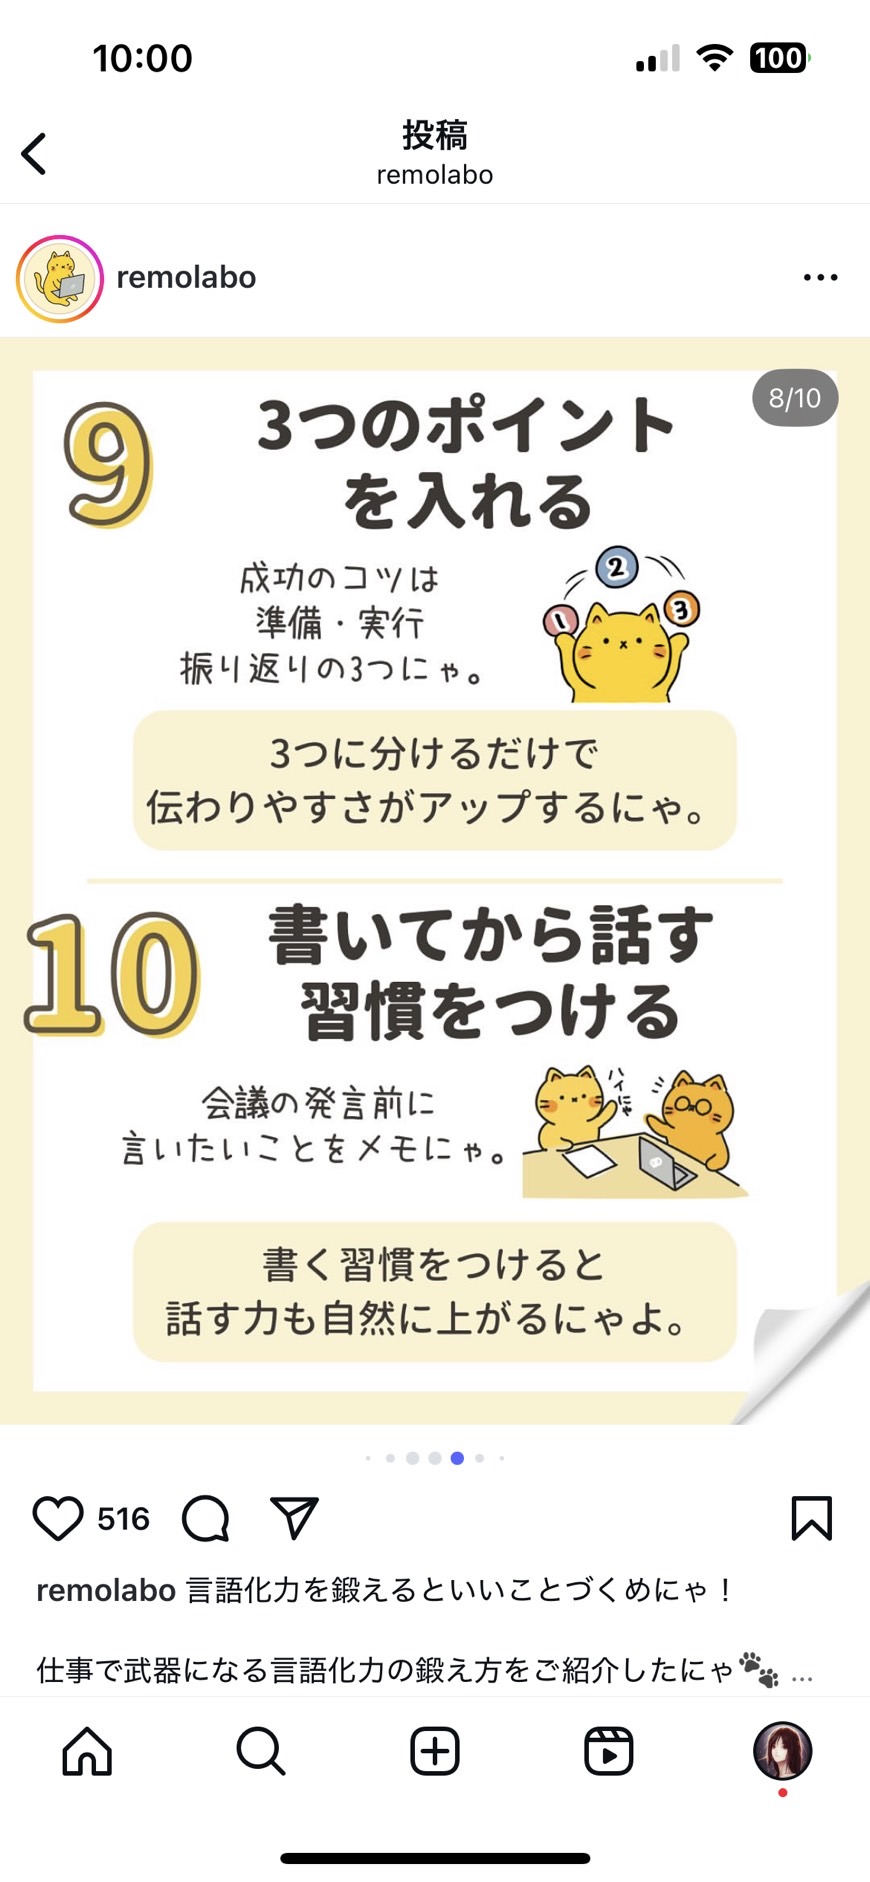 10:00
100
投稿
remolabo
remolabo
8/10
9
3つのポイント
を入れる
成功のコツは
準備・実行
振り返りの3つにゃ。
1
2
3
3つに分けるだけで
伝わりやすさがアップするにゃ。
10
書いてから話す
習慣をつける
会議の発言前に
言いたいことをメモにゃ。
ハイにゃ
書く習慣をつけると
話す力も自然に上がるにゃよ。
516
remolabo 言語化力を鍛えるといいことづくめにゃ！
仕事で武器になる言語化力の鍛え方をご紹介したにゃ🐾 ...